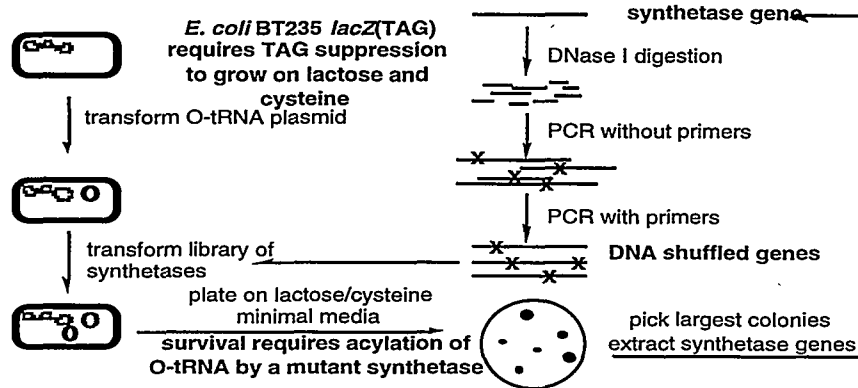 E. coli BT235 lacZ(TAG)
requires TAG suppression
to grow on lactose and
cysteine
transform O-tRNA plasmid
transform library of
synthetases
plate on lactose/cysteine
minimal media
survival requires acylation of
O-tRNA by a mutant synthetase
synthetase gene
DNase I digestion
PCR without primers
PCR with primers
DNA shuffled genes
pick largest colonies
extract synthetase genes